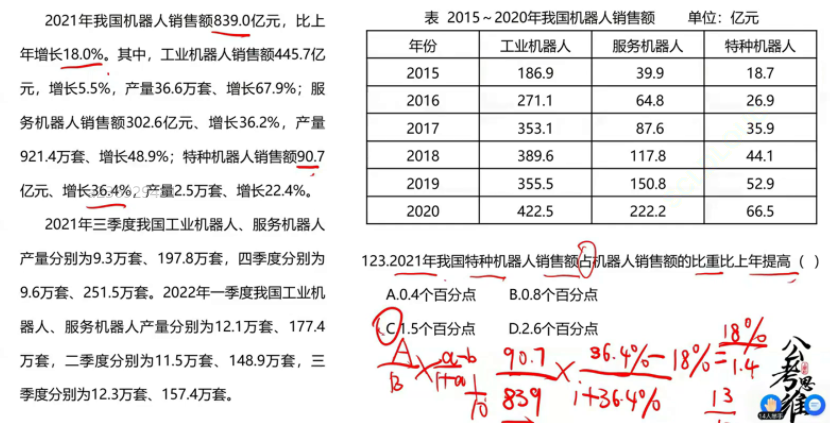 2021年我国机器人销售额839.0亿元，比上
年增长18.0%。其中，工业机器人销售额445.7亿
元，增长5.5%，产量36.6万套、增长67.9%；服
务机器人销售额302.6亿元、增长36.2%，产量
921.4万套、增长48.9%；特种机器人销售额90.7
亿元、增长36.4%，产量2.5万套、增长22.4%。
2021年三季度我国工业机器人、服务机器人
产量分别为9.3万套、197.8万套，四季度分别为
9.6万套、251.5万套。2022年一季度我国工业机
器人、服务机器人产量分别为12.1万套、177.4
万套，二季度分别为11.5万套、148.9万套，三
季度分别为12.3万套、157.4万套。
表 2015～2020年我国机器人销售额 单位：亿元
年份 工业机器人 服务机器人 特种机器人
2015 186.9 39.9 18.7
2016 271.1 64.8 26.9
2017 353.1 87.6 35.9
2018 389.6 117.8 44.1
2019 355.5 150.8 52.9
2020 422.5 222.2 66.5
123.2021年我国特种机器人销售额占机器人销售额的比重比上年提高（ ）
A.0.4个百分点 B.0.8个百分点
C.1.5个百分点 D.2.6个百分点
A/B × a-b/1+a 90.7/839 × 36.4%-18%/1+36.4% = 18%/1.4
1/10
13
公考思维